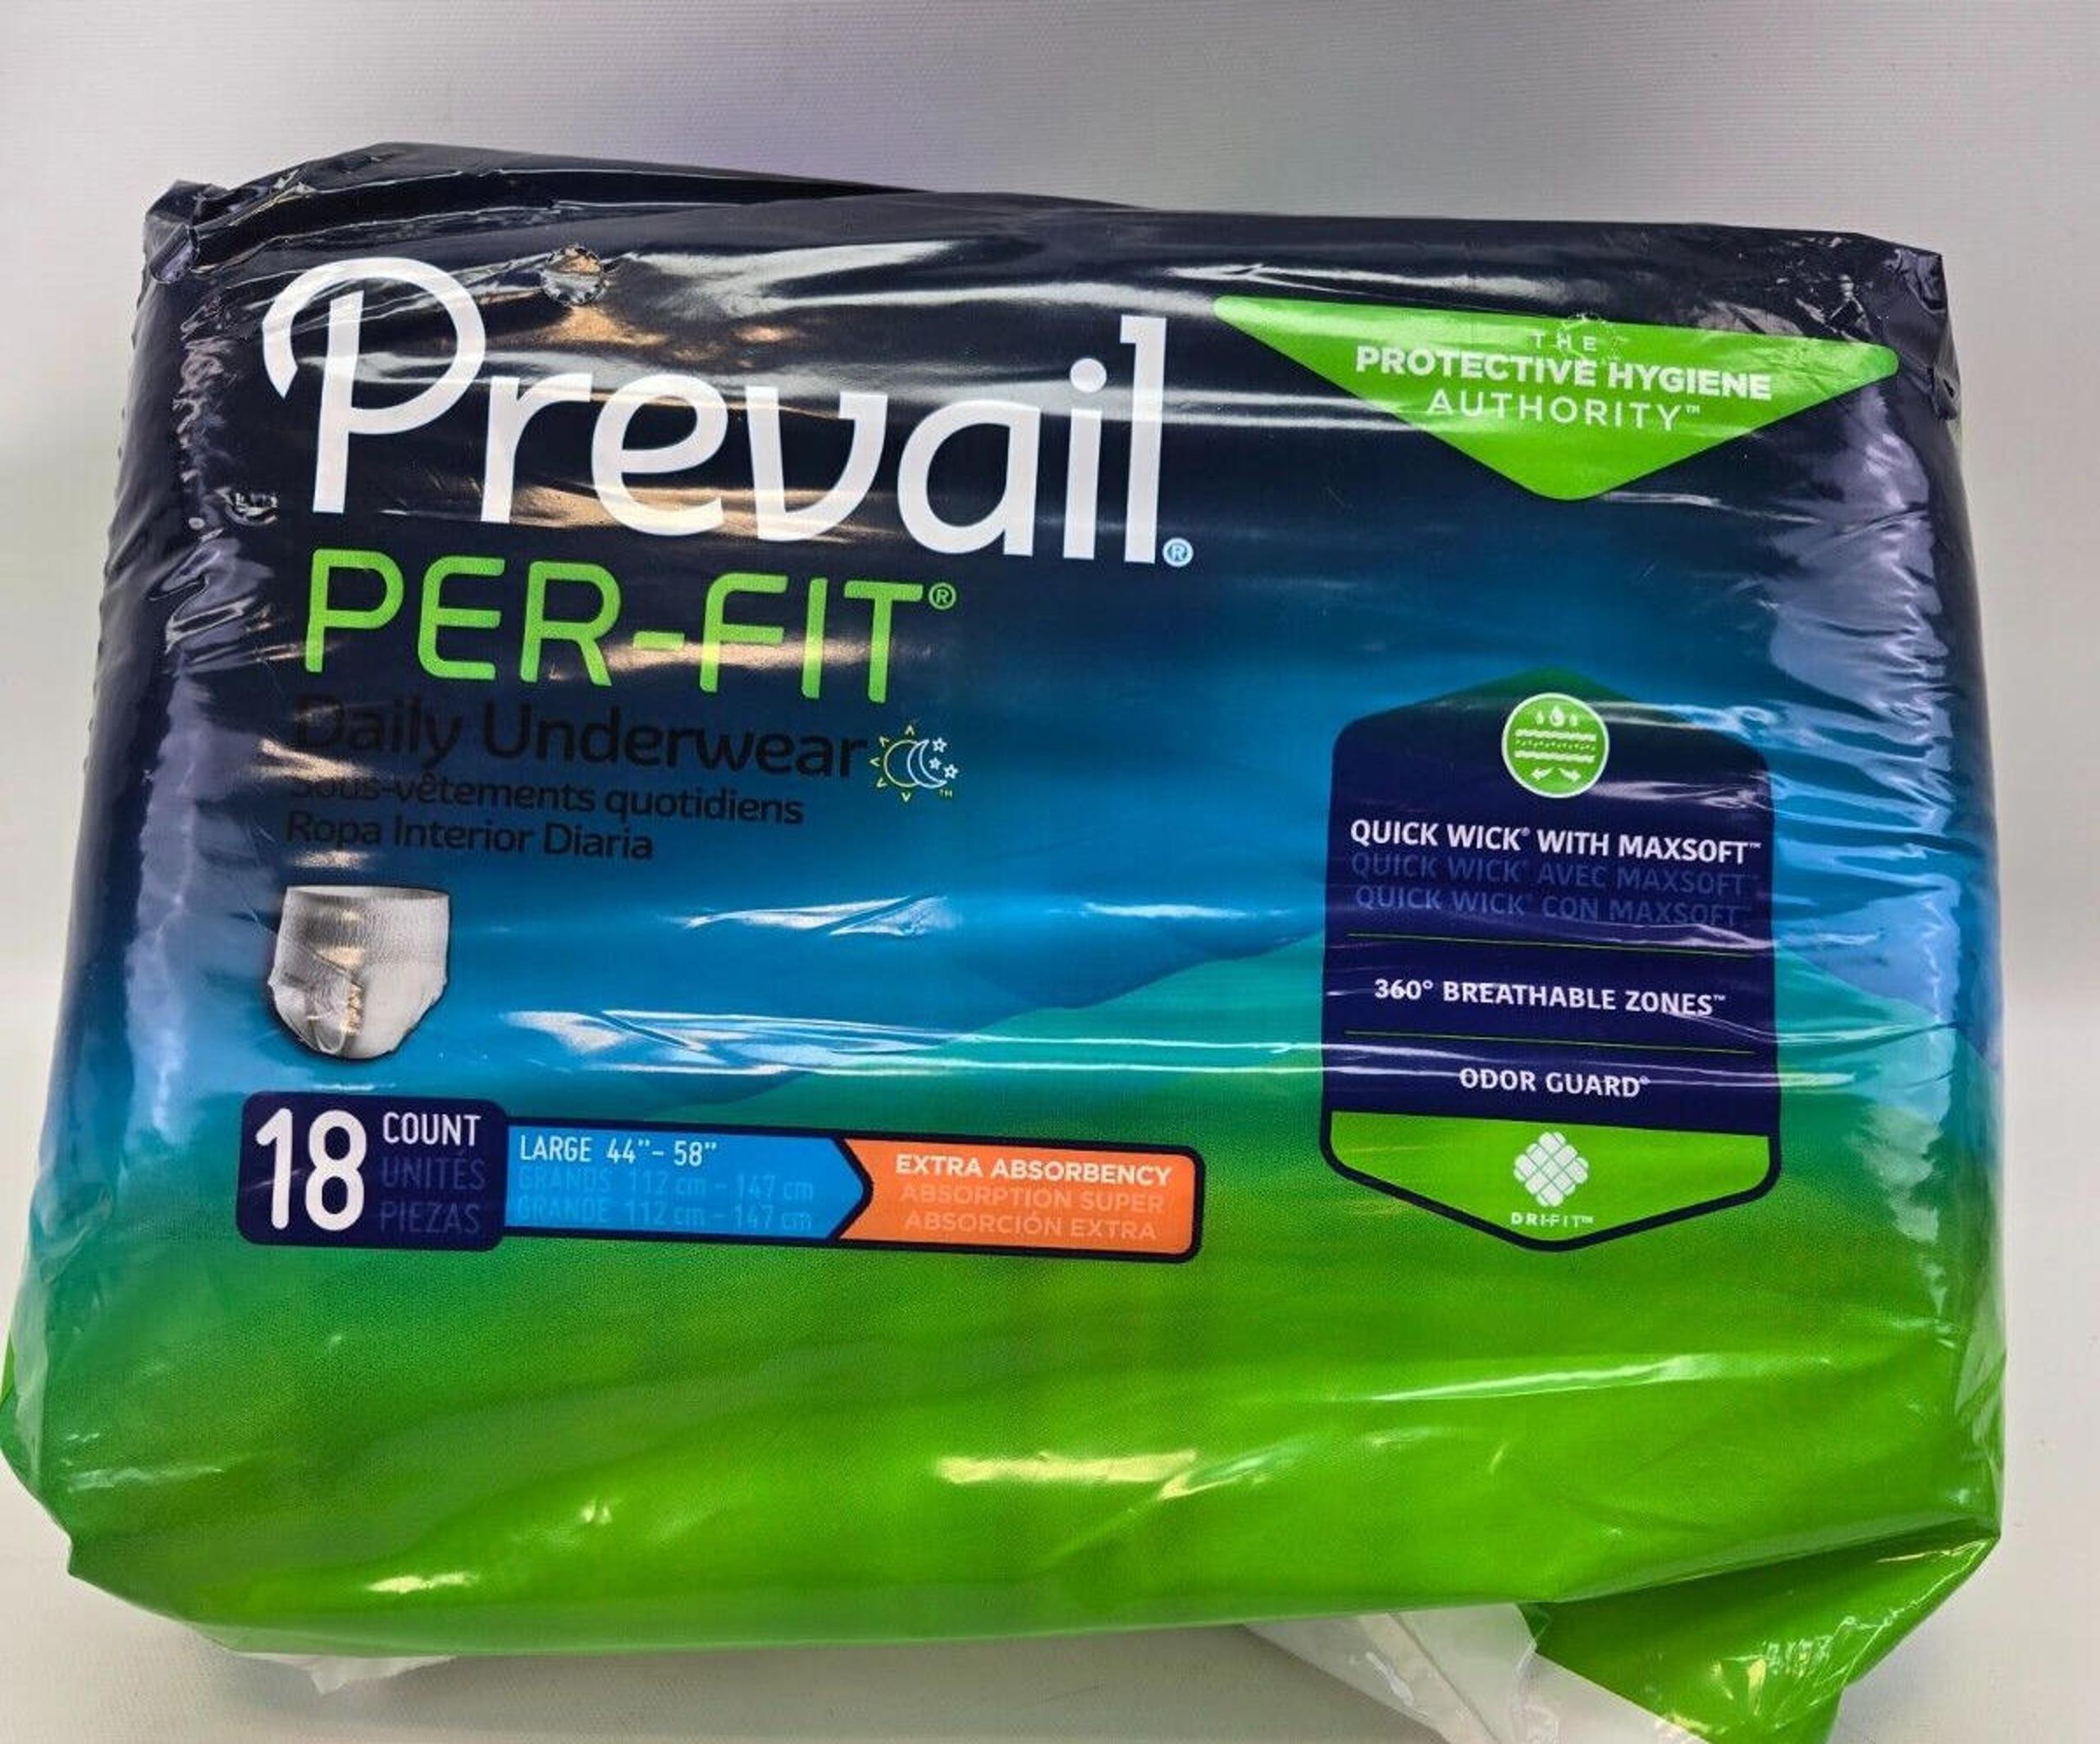 Prevail®
PER-FIT®
Daily Underwear
TM
Sous-vêtements quotidiens
Ropa Interior Diaria
THE
PROTECTIVE HYGIENE
AUTHORITY™
QUICK WICK® WITH MAXSOFT™
QUICK WICK® AVEC MAXSOFT™
QUICK WICK® CON MAXSOFT™
360° BREATHABLE ZONES™
ODOR GUARD®
DRI-FIT™
18 COUNT
UNITÉS
PIEZAS
LARGE 44"- 58"
GRANDS 112 cm - 147 cm
GRANDE 112 cm - 147 cm
EXTRA ABSORBENCY
ABSORPTION SUPER
ABSORCIÓN EXTRA